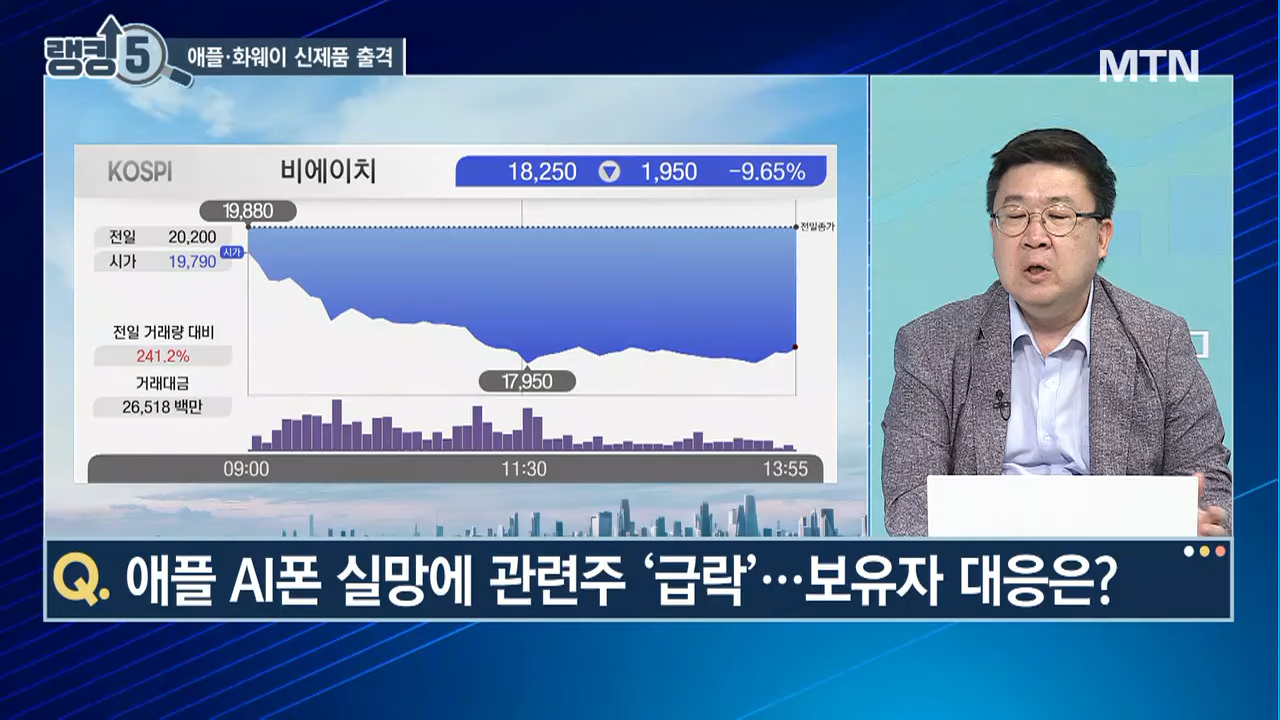 랭킹5
애플·화웨이 신제품 출격
MTN
KOSPI
비에이치
18,250 ▼ 1,950 -9.65%
19,880
전일 20,200
전일종가
시가
시가 19,790
전일 거래량 대비
241.2%
17,950
거래대금
26,518 백만
09:00
11:30
13:55
Q. 애플 AI폰 실망에 관련주 ‘급락’…보유자 대응은?